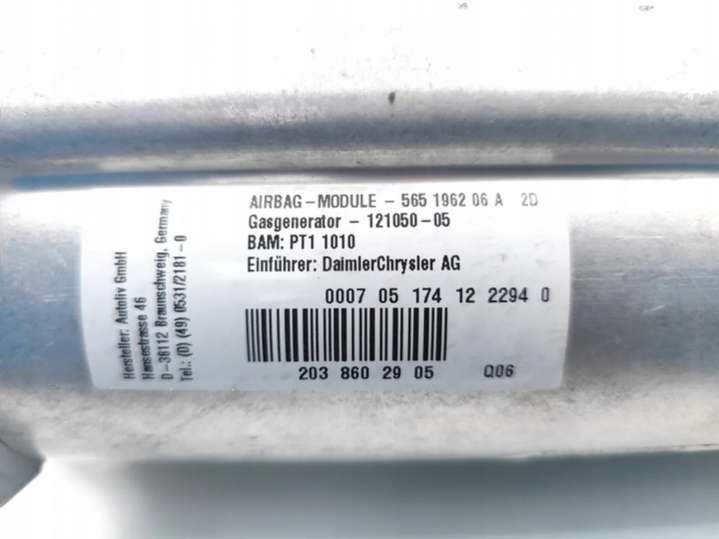 AIRBAG-MODULE - 565 1962 06 A 2D
Gasgenerator - 121050-05
BAM: PT1 1010
Einführer: DaimlerChrysler AG
0007 05 174 12 2294 0
203 860 29 05 Q06
Hersteller: Autoliv GmbH
Hansestrasse 46
D-38112 Braunschweig, Germany
Tel.: (0) (49) 0531/2181-0